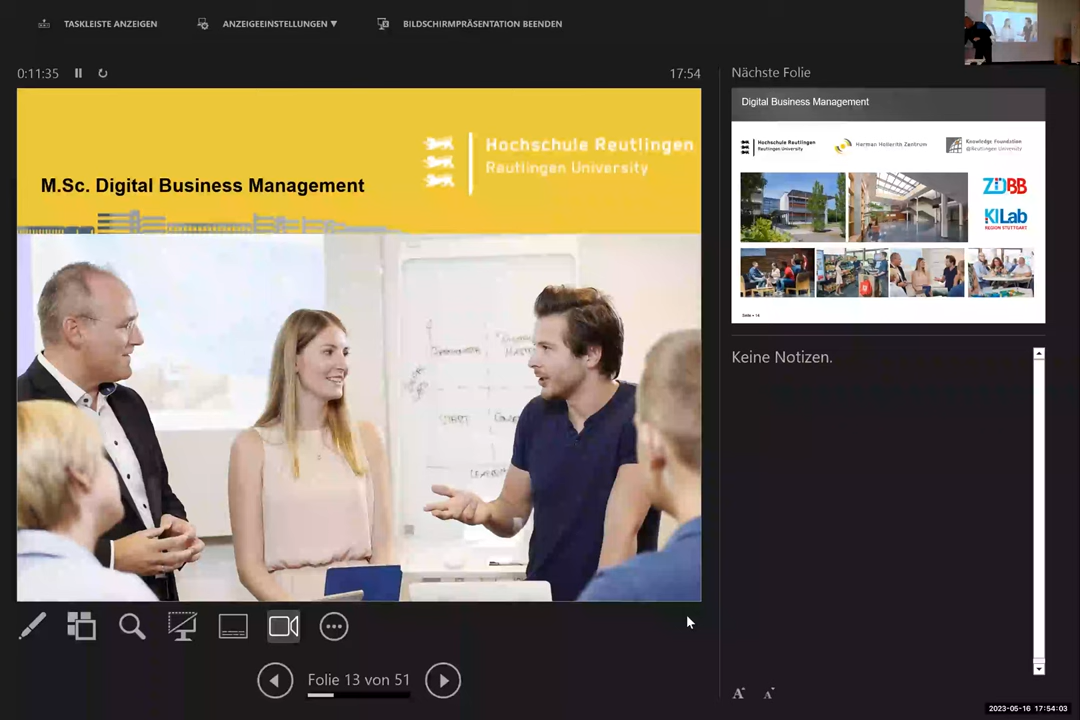 TASKLEISTE ANZEIGEN
ANZEIGEEINSTELLUNGEN ▼
BILDSCHIRMPRÄSENTATION BEENDEN
0:11:35
17:54
Nächste Folie
Hochschule Reutlingen
Reutlingen University
M.Sc. Digital Business Management
Digital Business Management
Hochschule Reutlingen
Reutlingen University
Herman Hollerith Zentrum
Knowledge Foundation
@Reutlingen University
ZDBB
KILab
REGION STUTTGART
START
Keine Notizen.
Folie 13 von 51
2023-05-16 17:54:03